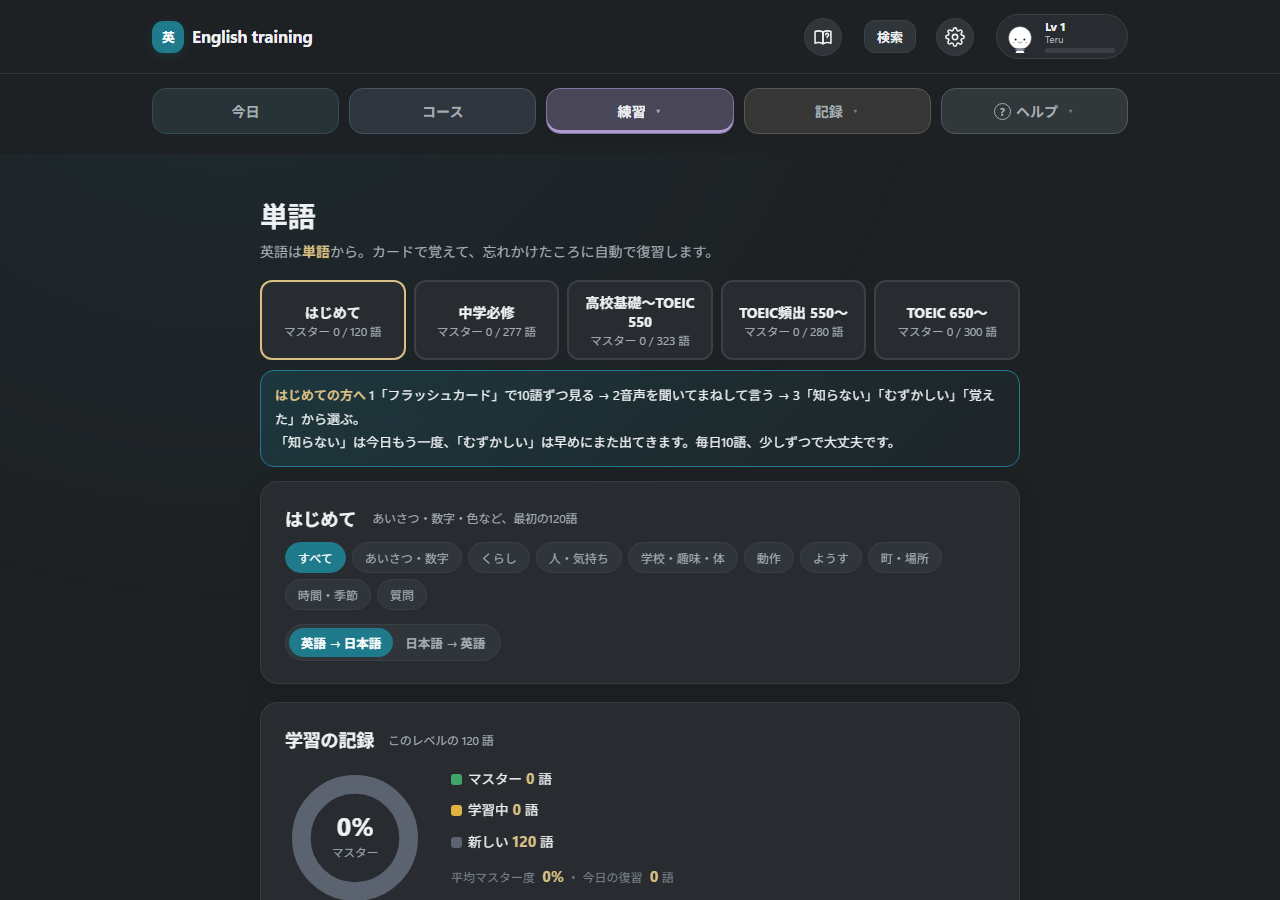 英 English training
検索
Lv 1
Teru
今日
コース
練習
記録
? ヘルプ
単語
英語は単語から。カードで覚えて、忘れかけたころに自動で復習します。
はじめて
マスター 0 / 120 語
中学必修
マスター 0 / 277 語
高校基礎〜TOEIC
550
マスター 0 / 323 語
TOEIC頻出 550〜
マスター 0 / 280 語
TOEIC 650〜
マスター 0 / 300 語
はじめての方へ 1「フラッシュカード」で10語ずつ見る → 2音声を聞いてまねして言う → 3「知らない」「むずかしい」「覚え
た」から選ぶ。
「知らない」は今日もう一度、「むずかしい」は早めにまた出てきます。毎日10語、少しずつで大丈夫です。
はじめて あいさつ・数字・色など、最初の120語
すべて あいさつ・数字 くらし 人・気持ち 学校・趣味・体 動作 ようす 町・場所
時間・季節 質問
英語 → 日本語 日本語 → 英語
学習の記録 このレベルの 120 語
0%
マスター
マスター 0 語
学習中 0 語
新しい 120 語
平均マスター度 0% ・ 今日の復習 0 語